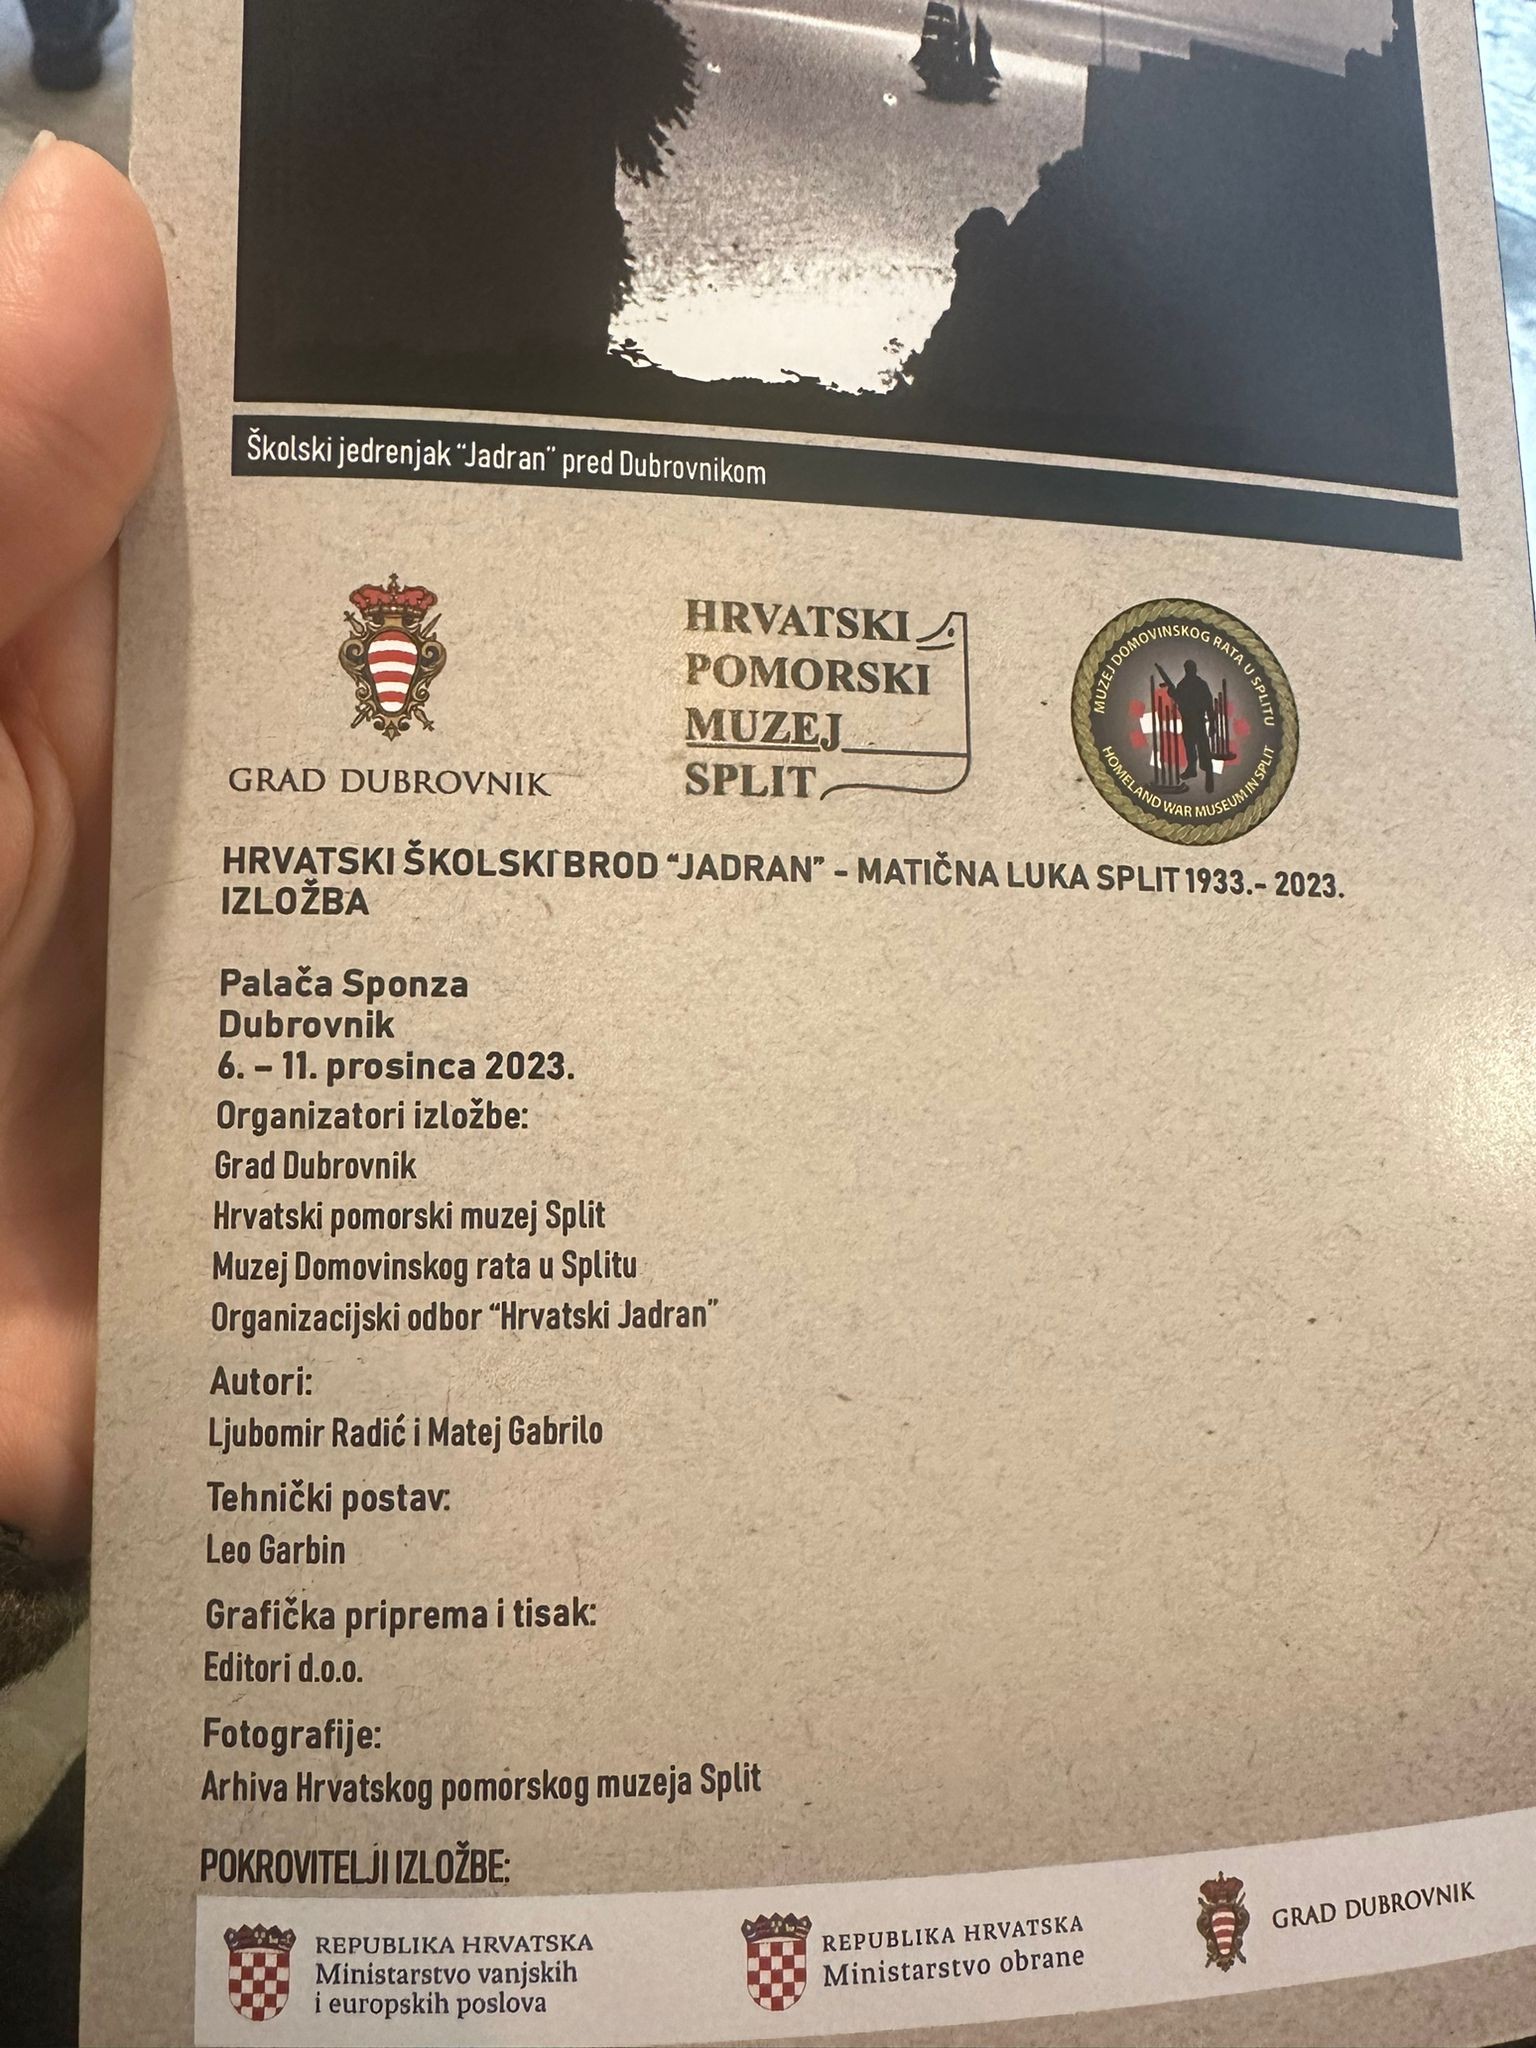 Školski jedrenjak “Jadran” pred Dubrovnikom
GRAD DUBROVNIK
HRVATSKI
POMORSKI
MUZEJ
SPLIT
MUZEJ DOMOVINSKOG RATA U SPLITU
HOMELAND WAR MUSEUM IN SPLIT
HRVATSKI ŠKOLSKI BROD “JADRAN” - MATIČNA LUKA SPLIT 1933.- 2023.
IZLOŽBA
Palača Sponza
Dubrovnik
6. – 11. prosinca 2023.
Organizatori izložbe:
Grad Dubrovnik
Hrvatski pomorski muzej Split
Muzej Domovinskog rata u Splitu
Organizacijski odbor “Hrvatski Jadran”
Autori:
Ljubomir Radić i Matej Gabrilo
Tehnički postav:
Leo Garbin
Grafička priprema i tisak:
Editori d.o.o.
Fotografije:
Arhiva Hrvatskog pomorskog muzeja Split
POKROVITELJI IZLOŽBE:
REPUBLIKA HRVATSKA
Ministarstvo vanjskih
i europskih poslova
REPUBLIKA HRVATSKA
Ministarstvo obrane
GRAD DUBROVNIK